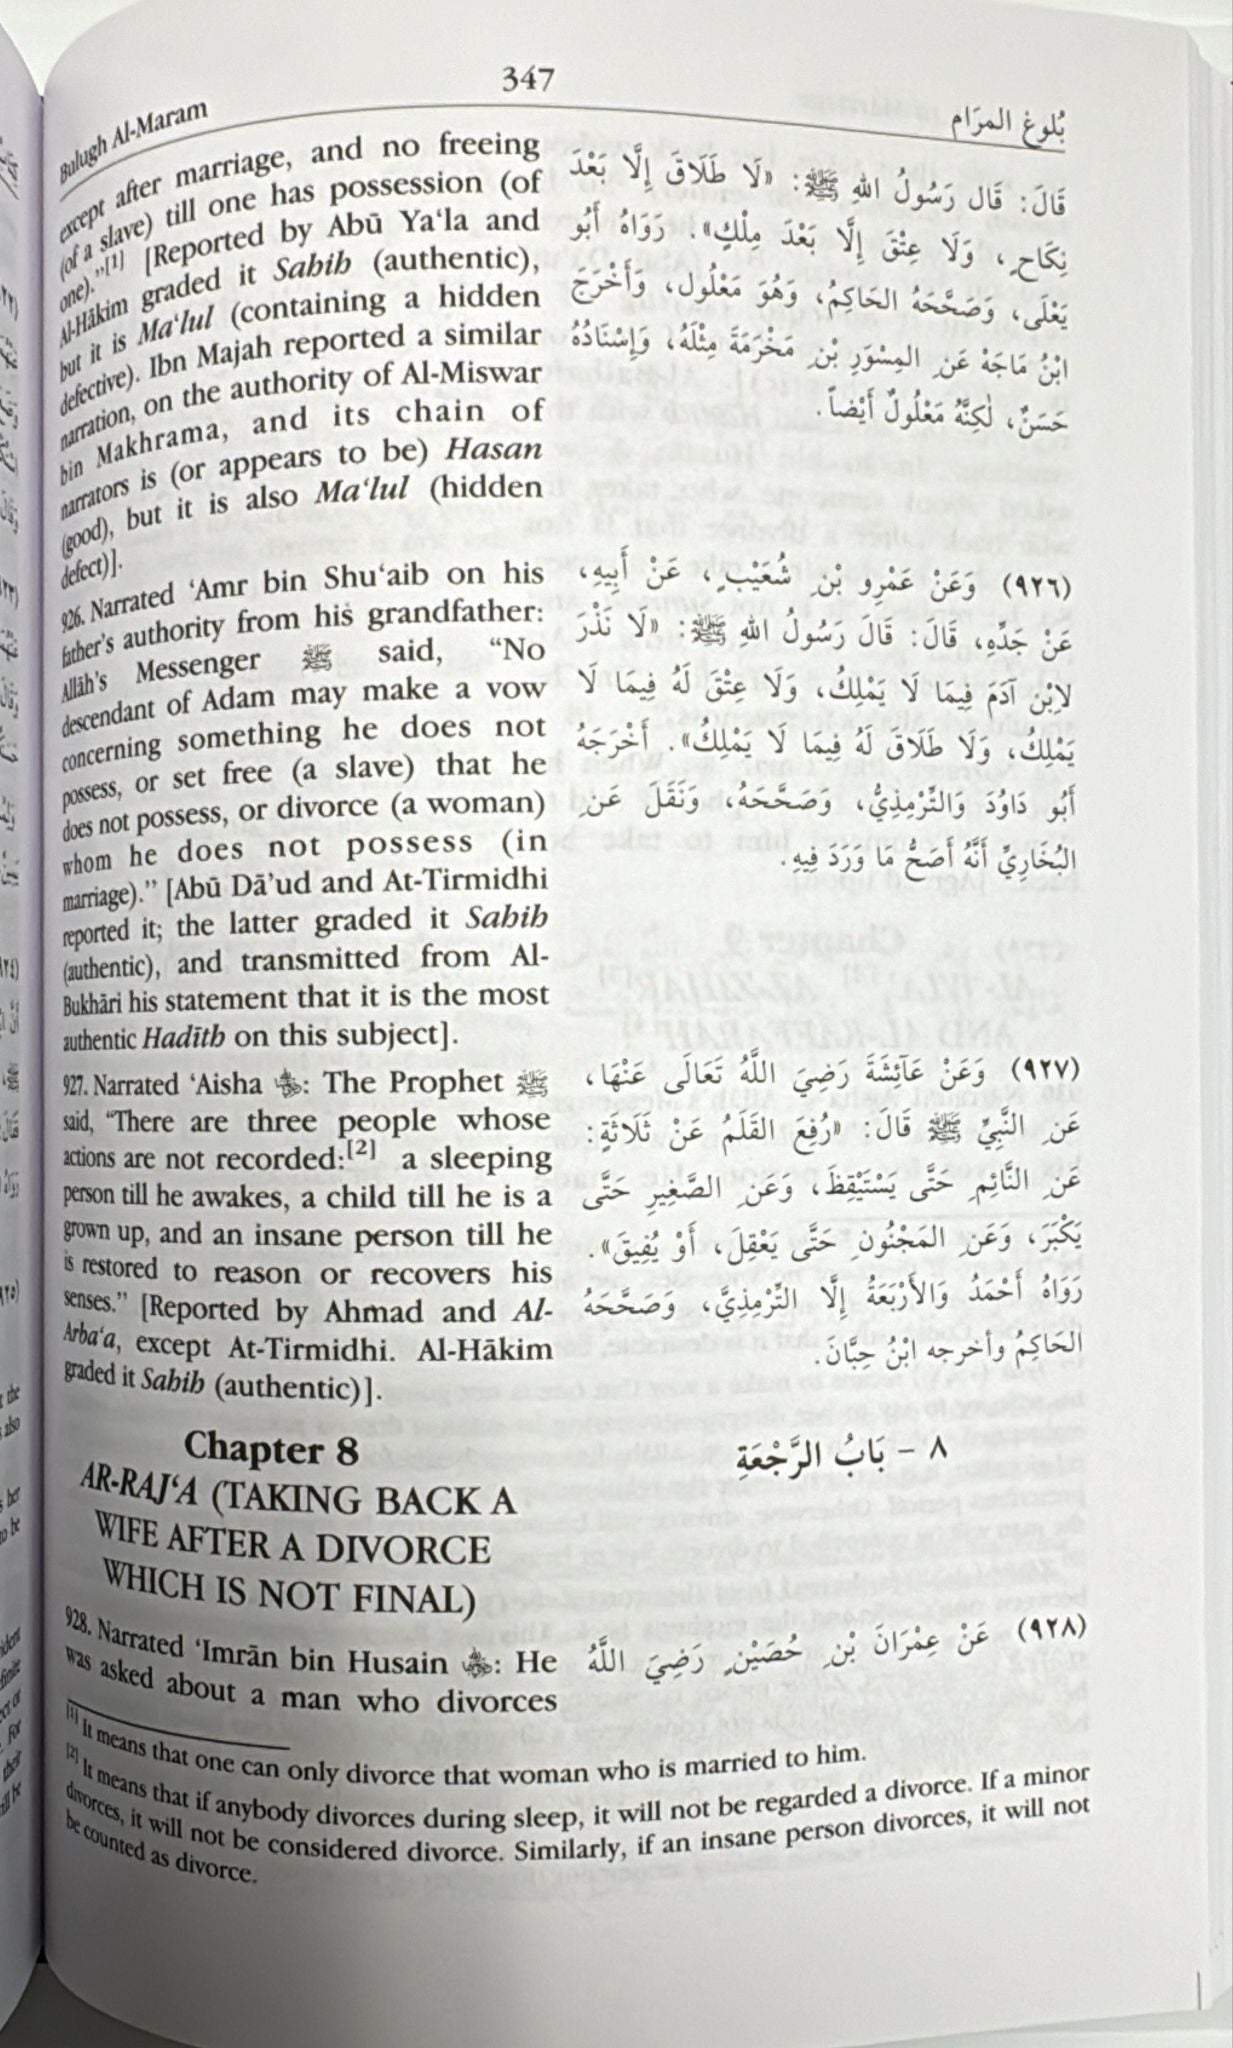 347
Bulugh Al-Maram
بُلوغ المرَام
except after marriage, and no freeing
(of a slave) till one has possession (of
one)."[1] [Reported by Abū Ya‘la and
Al-Hākim graded it Sahih (authentic),
but it is Ma‘lul (containing a hidden
defective). Ibn Majah reported a similar
narration, on the authority of Al-Miswar
bin Makhrama, and its chain of
narrators is (or appears to be) Hasan
(good), but it is also Ma‘lul (hidden
defect)].
926. Narrated ‘Amr bin Shu‘aib on his
father's authority from his grandfather:
Allāh's Messenger ﷺ said, "No
descendant of Adam may make a vow
concerning something he does not
possess, or set free (a slave) that he
does not possess, or divorce (a woman)
whom he does not possess (in
marriage)." [Abū Dā'ud and At-Tirmidhi
reported it; the latter graded it Sahih
(authentic), and transmitted from Al-
Bukhāri his statement that it is the most
authentic Hadīth on this subject].
927. Narrated ‘Aisha: The Prophet ﷺ
said, "There are three people whose
actions are not recorded:[2] a sleeping
person till he awakes, a child till he is a
grown up, and an insane person till he
is restored to reason or recovers his
senses." [Reported by Ahmad and Al-
Arba‘a, except At-Tirmidhi. Al-Hākim
graded it Sahih (authentic)].
Chapter 8
AR-RAJ‘A (TAKING BACK A
WIFE AFTER A DIVORCE
WHICH IS NOT FINAL)
928. Narrated ‘Imrān bin Husain: He
was asked about a man who divorces
قَالَ: قَال رَسُولُ اللهِ ﷺ: «لَا طَلَاقَ إِلَّا بَعْدَ
نِكَاحٍ، وَلَا عِتْقَ إِلَّا بَعْدَ مِلْكٍ». رَوَاهُ أَبُو
يَعْلَى، وَصَحَّحَهُ الحَاكِمُ، وَهُوَ مَعْلُول، وَأَخْرَجَ
ابْنُ مَاجَهْ عَنِ المِسْوَرِ بْنِ مَخْرَمَةَ مِثْلَهُ، وَإِسْنَادُهُ
حَسَنٌ، لٰكِنَّهُ مَعْلُولٌ أَيْضاً.
(٩٢٦) وَعَنْ عَمْرِو بْنِ شُعَيْبٍ، عَنْ أَبِيهِ،
عَنْ جَدِّهِ، قَالَ: قَالَ رَسُولُ اللهِ ﷺ: «لَا نَذْرَ
لِابْنِ آدَمَ فِيمَا لَا يَمْلِكُ، وَلَا عِتْقَ لَهُ فِيمَا لَا
يَمْلِكُ، وَلَا طَلَاقَ لَهُ فِيمَا لَا يَمْلِكُ». أَخْرَجَهُ
أَبُو دَاوُدَ وَالتِّرْمِذِيُّ، وَصَحَّحَهُ، وَنَقَلَ عَنِ
البُخَارِيِّ أَنَّهُ أَصَحُّ مَا وَرَدَ فِيهِ.
(٩٢٧) وَعَنْ عَآئِشَةَ رَضِيَ اللَّهُ تَعَالَى عَنْهَا،
عَنِ النَّبِيِّ ﷺ قَالَ: «رُفِعَ القَلَمُ عَنْ ثَلَاثَةٍ:
عَنِ النَّائِمِ حَتَّى يَسْتَيْقِظَ، وَعَنِ الصَّغِيرِ حَتَّى
يَكْبَرَ، وَعَنِ المَجْنُونِ حَتَّى يَعْقِلَ، أَوْ يُفِيقَ».
رَوَاهُ أَحْمَدُ وَالأَرْبَعَةُ إِلَّا التِّرْمِذِيَّ، وَصَحَّحَهُ
الحَاكِمُ وأخرجه ابْنُ حِبَّانَ.
٨ – بَابُ الرَّجْعَةِ
(٩٢٨) عَنْ عِمْرَانَ بْنِ حُصَيْنٍ رَضِيَ اللَّهُ
[1] It means that one can only divorce that woman who is married to him.
[2] It means that if anybody divorces during sleep, it will not be regarded a divorce. If a minor
divorces, it will not be considered divorce. Similarly, if an insane person divorces, it will not
be counted as divorce.